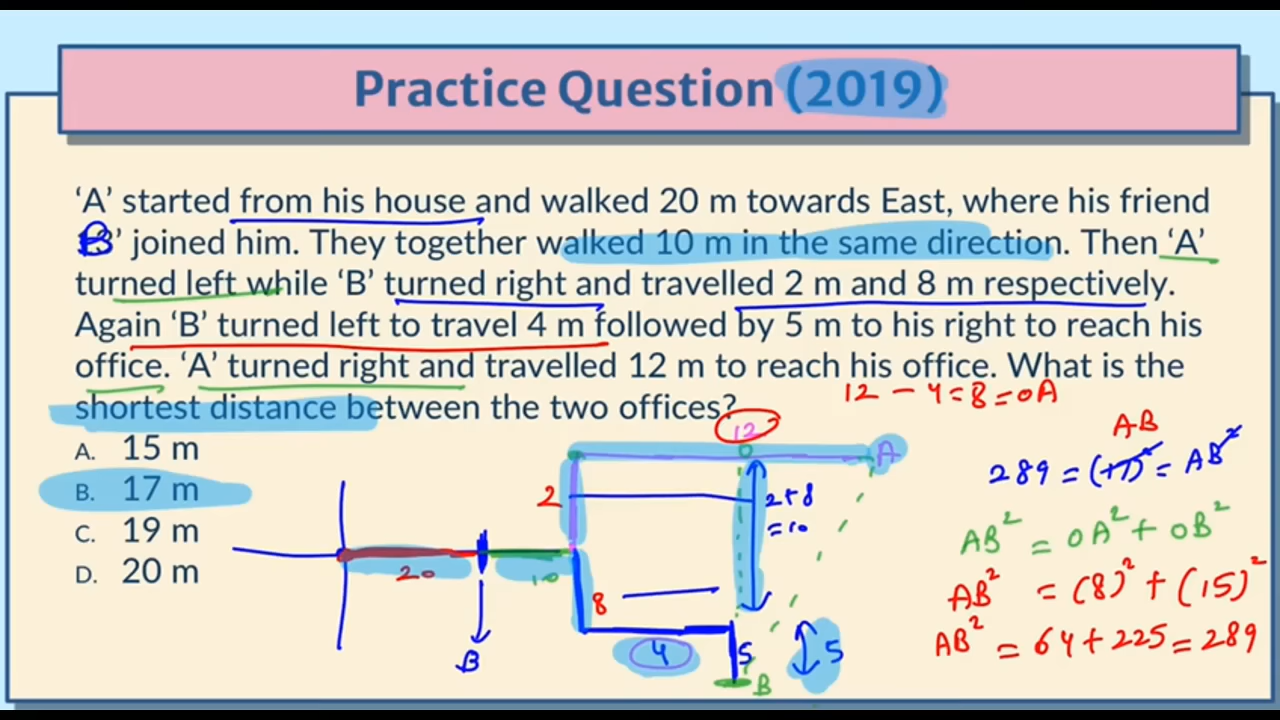 Practice Question (2019)
‘A’ started from his house and walked 20 m towards East, where his friend
B’ joined him. They together walked 10 m in the same direction. Then ‘A’
turned left while ‘B’ turned right and travelled 2 m and 8 m respectively.
Again ‘B’ turned left to travel 4 m followed by 5 m to his right to reach his
office. ‘A’ turned right and travelled 12 m to reach his office. What is the
shortest distance between the two offices?
12 - 4 = 8 = OA
A. 15 m
B. 17 m
C. 19 m
D. 20 m
12
O
A
2
2+8
=10
20
10
8
B
4
5
5
B
AB
289 = (17)² = AB²
AB² = OA² + OB²
AB² = (8)² + (15)²
AB² = 64 + 225 = 289